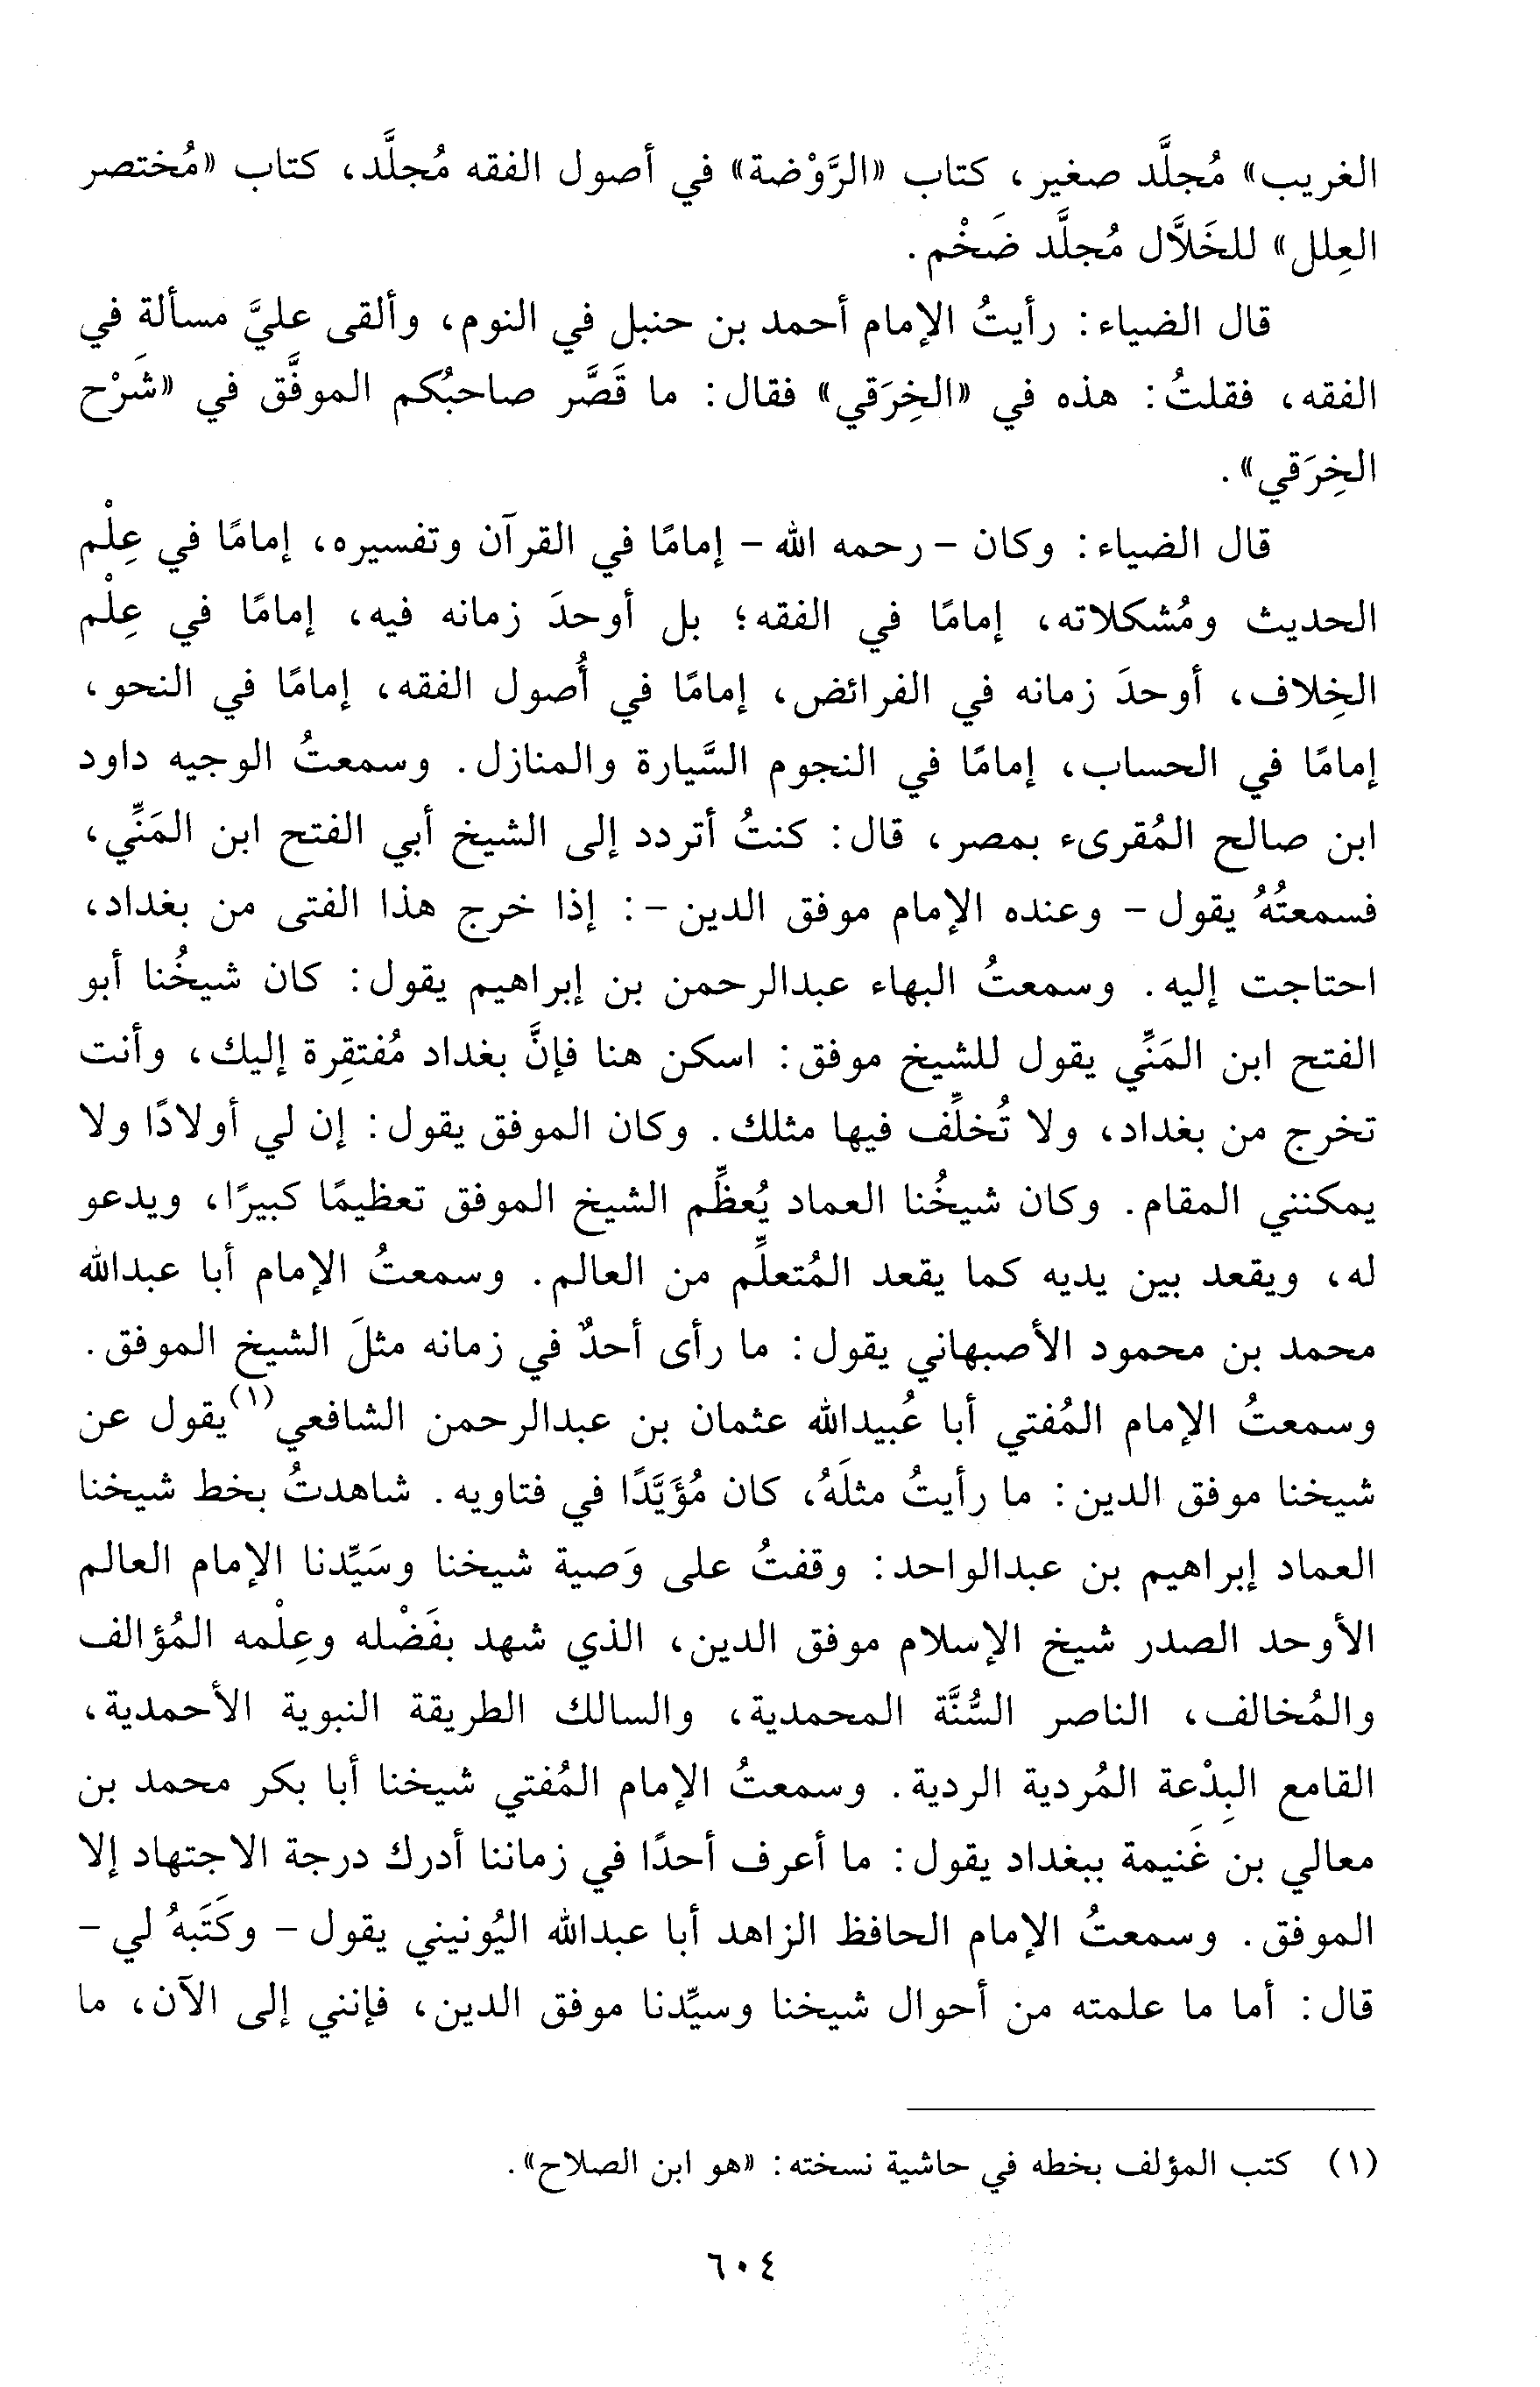 الغريب» مُجلَّد صغير، كتاب «الرَّوْضة» في أصول الفقه مُجلَّد، كتاب «مُختصر
العِلل» للخَلاَّل مُجلَّد ضَخْم.
قال الضياء: رأيتُ الإمام أحمد بن حنبل في النوم، وألقى عليَّ مسألة في
الفقه، فقلتُ: هذه في «الخِرَقي» فقال: ما قَصَّر صاحبُكم الموفَّق في «شَرْح
الخِرَقي».
قال الضياء: وكان - رحمه الله - إمامًا في القرآن وتفسيره، إمامًا في عِلْم
الحديث ومُشكلاته، إمامًا في الفقه؛ بل أوحدَ زمانه فيه، إمامًا في عِلْم
الخِلاف، أوحدَ زمانه في الفرائض، إمامًا في أُصول الفقه، إمامًا في النحو،
إمامًا في الحساب، إمامًا في النجوم السَّيارة والمنازل. وسمعتُ الوجيه داود
ابن صالح المُقرىء بمصر، قال: كنتُ أتردد إلى الشيخ أبي الفتح ابن المَنِّي،
فسمعتُهُ يقول - وعنده الإمام موفق الدين -: إذا خرج هذا الفتى من بغداد،
احتاجت إليه. وسمعتُ البهاء عبدالرحمن بن إبراهيم يقول: كان شيخُنا أبو
الفتح ابن المَنِّي يقول للشيخ موفق: اسكن هنا فإنَّ بغداد مُفتقِرة إليك، وأنت
تخرج من بغداد، ولا تُخلِّف فيها مثلك. وكان الموفق يقول: إن لي أولادًا ولا
يمكنني المقام. وكان شيخُنا العماد يُعظِّم الشيخ الموفق تعظيمًا كبيرًا، ويدعو
له، ويقعد بين يديه كما يقعد المُتعلِّم من العالم. وسمعتُ الإمام أبا عبدالله
محمد بن محمود الأصبهاني يقول: ما رأى أحدٌ في زمانه مثلَ الشيخ الموفق.
وسمعتُ الإمام المُفتي أبا عُبيدالله عثمان بن عبدالرحمن الشافعي(١) يقول عن
شيخنا موفق الدين: ما رأيتُ مثلَهُ، كان مُؤَيَّدًا في فتاويه. شاهدتُ بخط شيخنا
العماد إبراهيم بن عبدالواحد: وقفتُ على وَصية شيخنا وسَيِّدنا الإمام العالم
الأوحد الصدر شيخ الإسلام موفق الدين، الذي شهد بفَضْله وعِلْمه المُؤالف
والمُخالف، الناصر السُّنَّة المحمدية، والسالك الطريقة النبوية الأحمدية،
القامع البِدْعة المُردية الردية. وسمعتُ الإمام المُفتي شيخنا أبا بكر محمد بن
معالي بن غَنيمة ببغداد يقول: ما أعرف أحدًا في زماننا أدرك درجة الاجتهاد إلا
الموفق. وسمعتُ الإمام الحافظ الزاهد أبا عبدالله اليُونيني يقول - وكَتَبهُ لي -
قال: أما ما علمته من أحوال شيخنا وسيِّدنا موفق الدين، فإنني إلى الآن، ما
(١) كتب المؤلف بخطه في حاشية نسخته: «هو ابن الصلاح».
٦٠٤